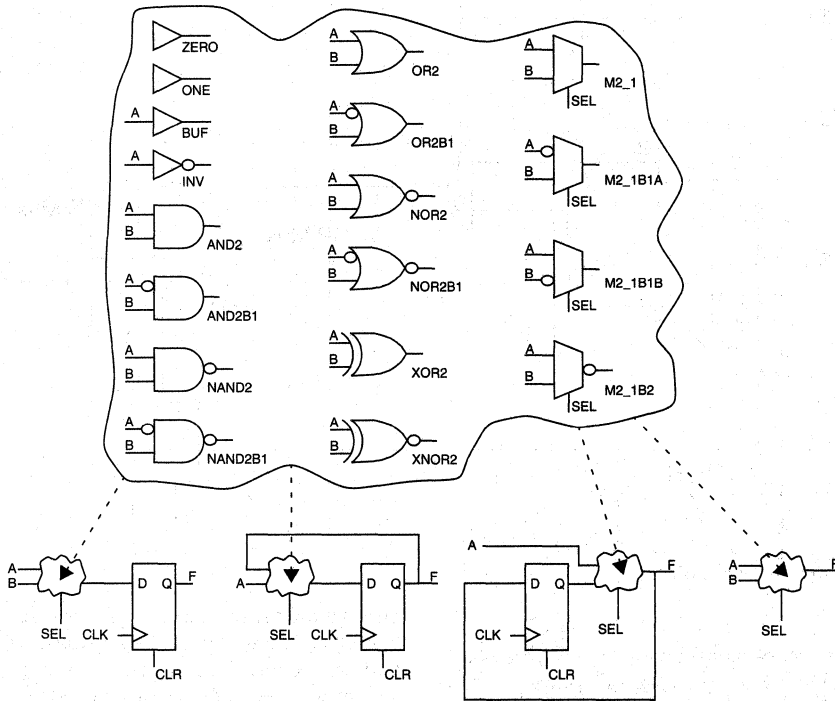 ZERO
ONE
A
BUF
A
INV
A
B
AND2
A
B
AND2B1
A
B
NAND2
A
B
NAND2B1
A
B
OR2
A
B
OR2B1
A
B
NOR2
A
B
NOR2B1
A
B
XOR2
A
B
XNOR2
A
B
SEL
M2_1
A
B
SEL
M2_1B1A
A
B
SEL
M2_1B1B
A
B
SEL
M2_1B2
A
B
SEL
D Q
F
CLK
CLR
A
SEL
D Q
F
CLK
CLR
A
D Q
CLK
CLR
SEL
F
A
B
SEL
F